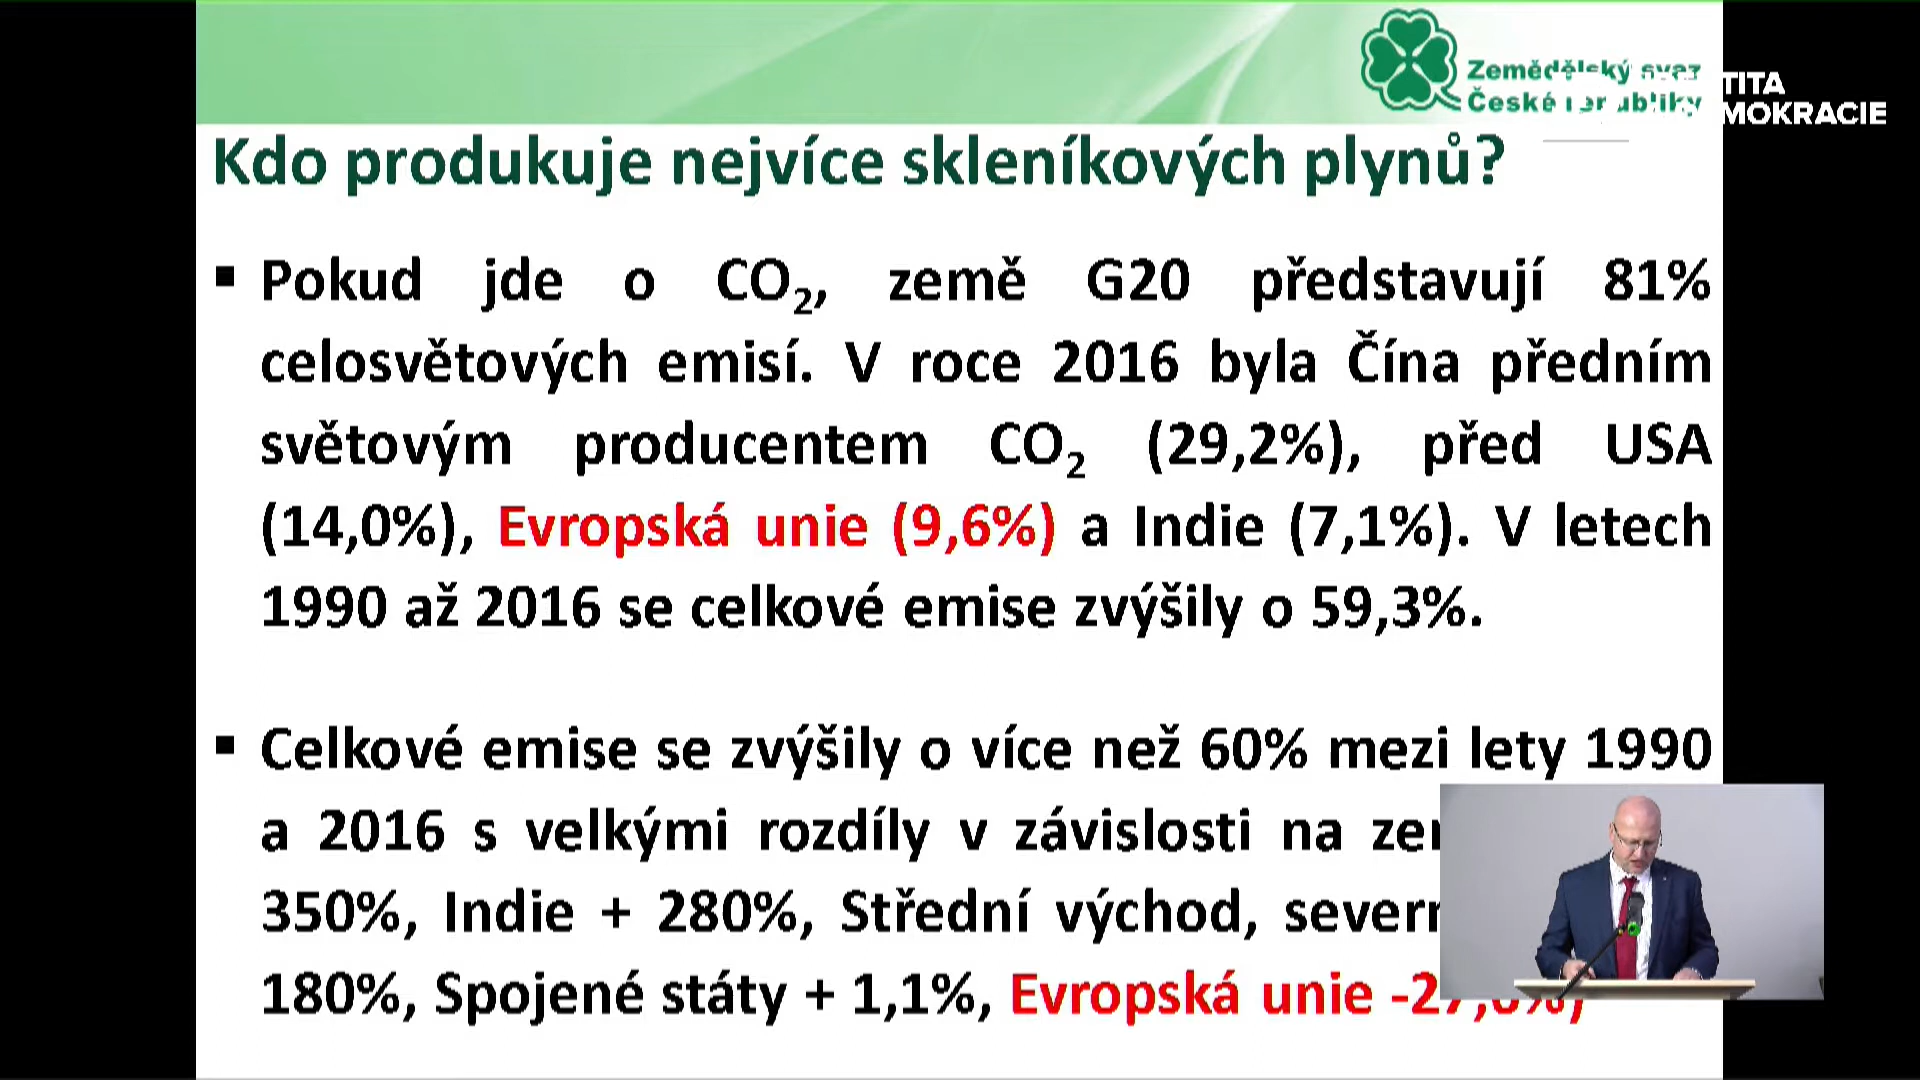 Zemědělský svaz
České republiky
TITA
MOKRACIE
Kdo produkuje nejvíce skleníkových plynů?
▪ Pokud jde o CO₂, země G20 představují 81%
celosvětových emisí. V roce 2016 byla Čína předním
světovým producentem CO₂ (29,2%), před USA
(14,0%), Evropská unie (9,6%) a Indie (7,1%). V letech
1990 až 2016 se celkové emise zvýšily o 59,3%.
▪ Celkové emise se zvýšily o více než 60% mezi lety 1990
a 2016 s velkými rozdíly v závislosti na
350%, Indie + 280%, Střední východ,
180%, Spojené státy + 1,1%, Evropská unie